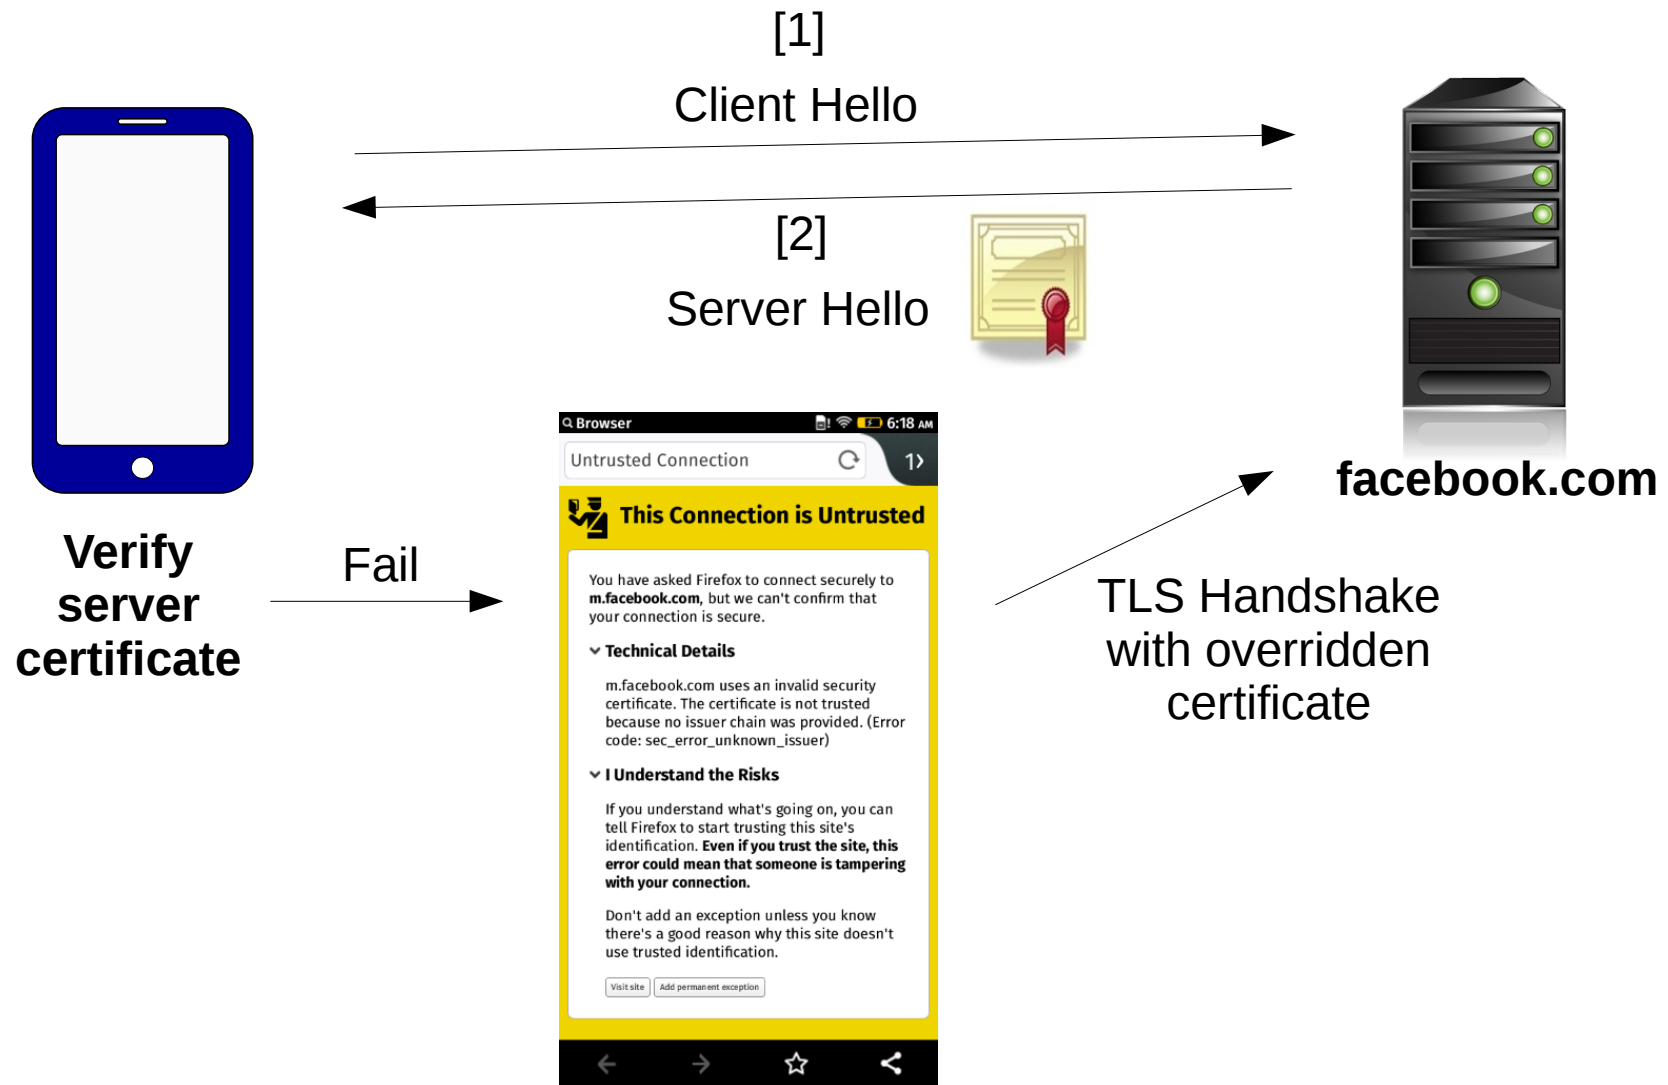 [1]
Client Hello
[2]
Server Hello
facebook.com
Verify
server
certificate
Fail
Browser
6:18 AM
Untrusted Connection
1
This Connection is Untrusted
You have asked Firefox to connect securely to
m.facebook.com, but we can't confirm that
your connection is secure.
Technical Details
m.facebook.com uses an invalid security
certificate. The certificate is not trusted
because no issuer chain was provided. (Error
code: sec_error_unknown_issuer)
I Understand the Risks
If you understand what's going on, you can
tell Firefox to start trusting this site's
identification. Even if you trust the site, this
error could mean that someone is tampering
with your connection.
Don't add an exception unless you know
there's a good reason why this site doesn't
use trusted identification.
Visit site
Add permanent exception
TLS Handshake
with overridden
certificate